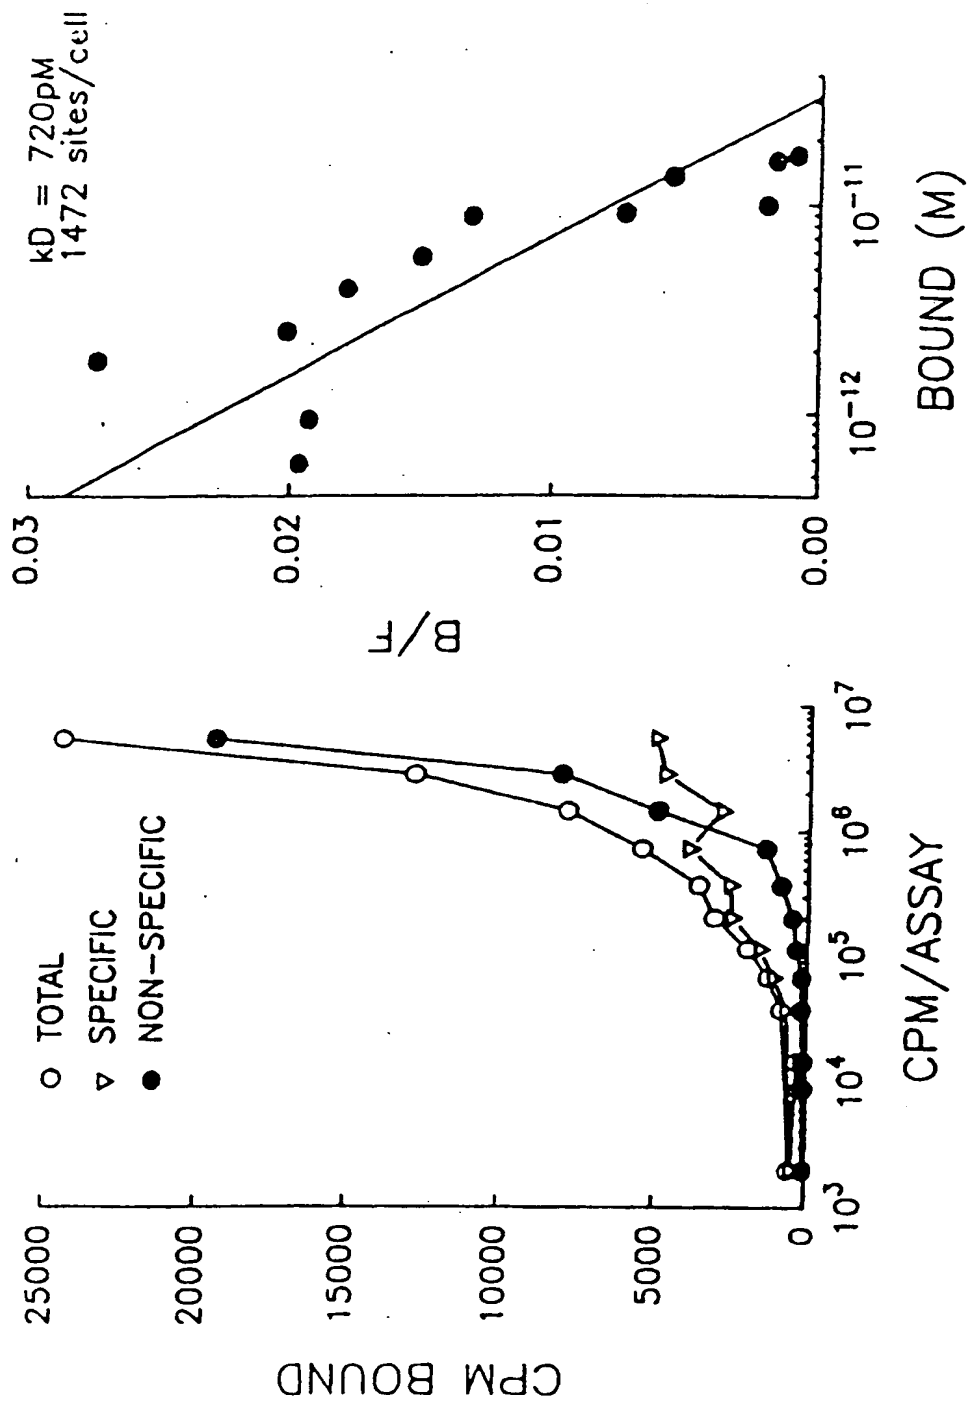 CPM BOUND
25000
20000
15000
10000
5000
0
○ TOTAL
▽ SPECIFIC
● NON-SPECIFIC
10³ 10⁴ 10⁵ 10⁶ 10⁷
CPM/ASSAY
kD = 720pM
1472 sites/cell
B/F
0.03
0.02
0.01
0.00
10⁻¹² 10⁻¹¹
BOUND (M)